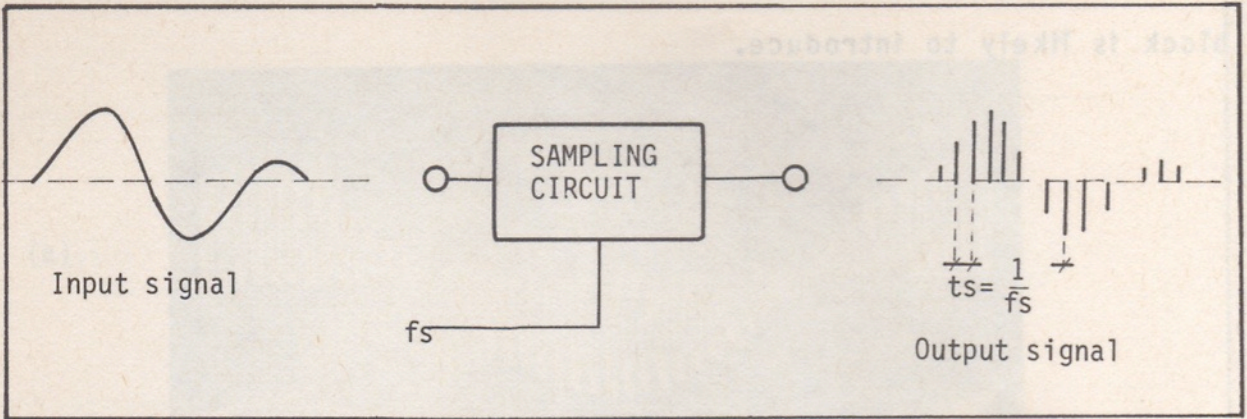 block is likely to introduce.
SAMPLING
CIRCUIT
Input signal
fs
ts= 1/fs
Output signal
(a)